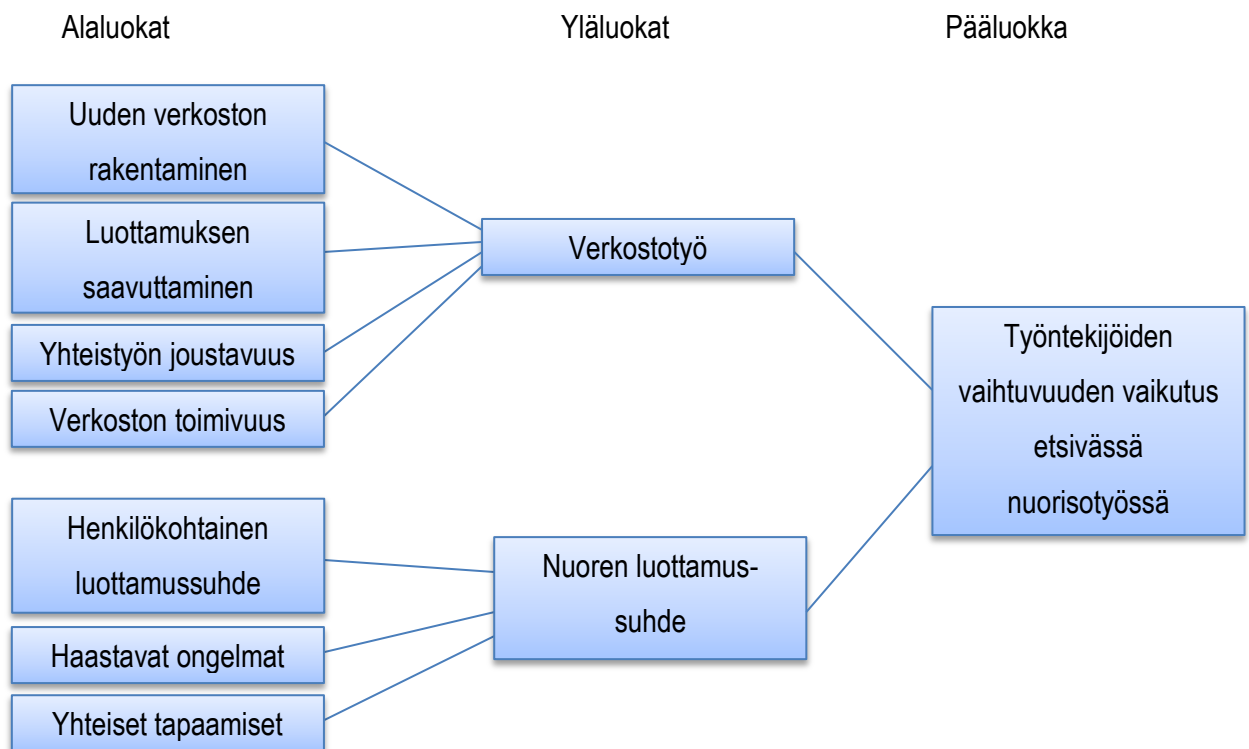 Alaluokat Yläluokat Pääluokka
Uuden verkoston
rakentaminen
Luottamuksen
saavuttaminen
Yhteistyön joustavuus
Verkoston toimivuus
Verkostotyö
Henkilökohtainen
luottamussuhde
Haastavat ongelmat
Yhteiset tapaamiset
Nuoren luottamus-
suhde
Työntekijöiden
vaihtuvuuden vaikutus
etsivässä
nuorisotyössä